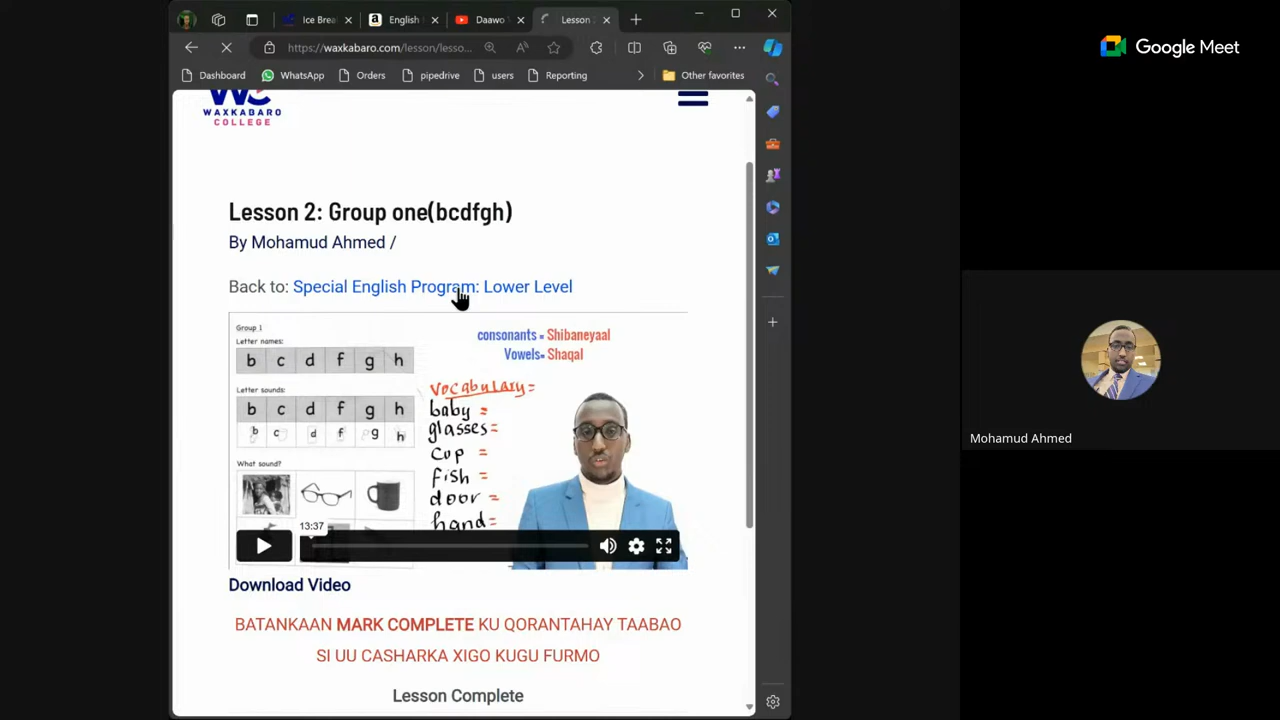 Ice Brea
English
Daawo
Lesson 2
https://waxkabaro.com/lesson/lesso...
Dashboard
WhatsApp
Orders
pipedrive
users
Reporting
Other favorites
Google Meet
WAXKABARO
COLLEGE
Lesson 2: Group one(bcdfgh)
By Mohamud Ahmed /
Back to: Special English Program: Lower Level
Group 1
Letter names:
b c d f g h
Letter sounds:
b c d f g h
b c d f g h
What sound?
consonants = Shibaneyaal
Vowels= Shaqal
Vocabulary=
baby =
glasses=
Cup =
fish =
door =
hand=
13:37
Download Video
BATANKAAN MARK COMPLETE KU QORANTAHAY TAABAO
SI UU CASHARKA XIGO KUGU FURMO
Lesson Complete
Mohamud Ahmed